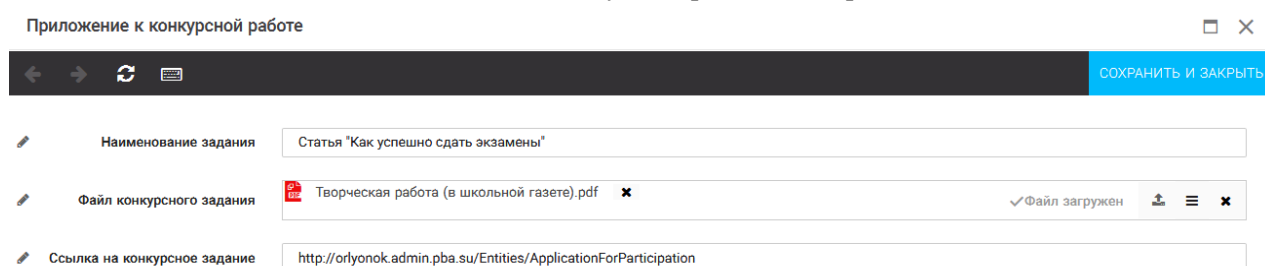 Приложение к конкурсной работе
СОХРАНИТЬ И ЗАКРЫТЬ
Наименование задания Статья "Как успешно сдать экзамены"
Файл конкурсного задания Творческая работа (в школьной газете).pdf Файл загружен
Ссылка на конкурсное задание http://orlyonok.admin.pba.su/Entities/ApplicationForParticipation